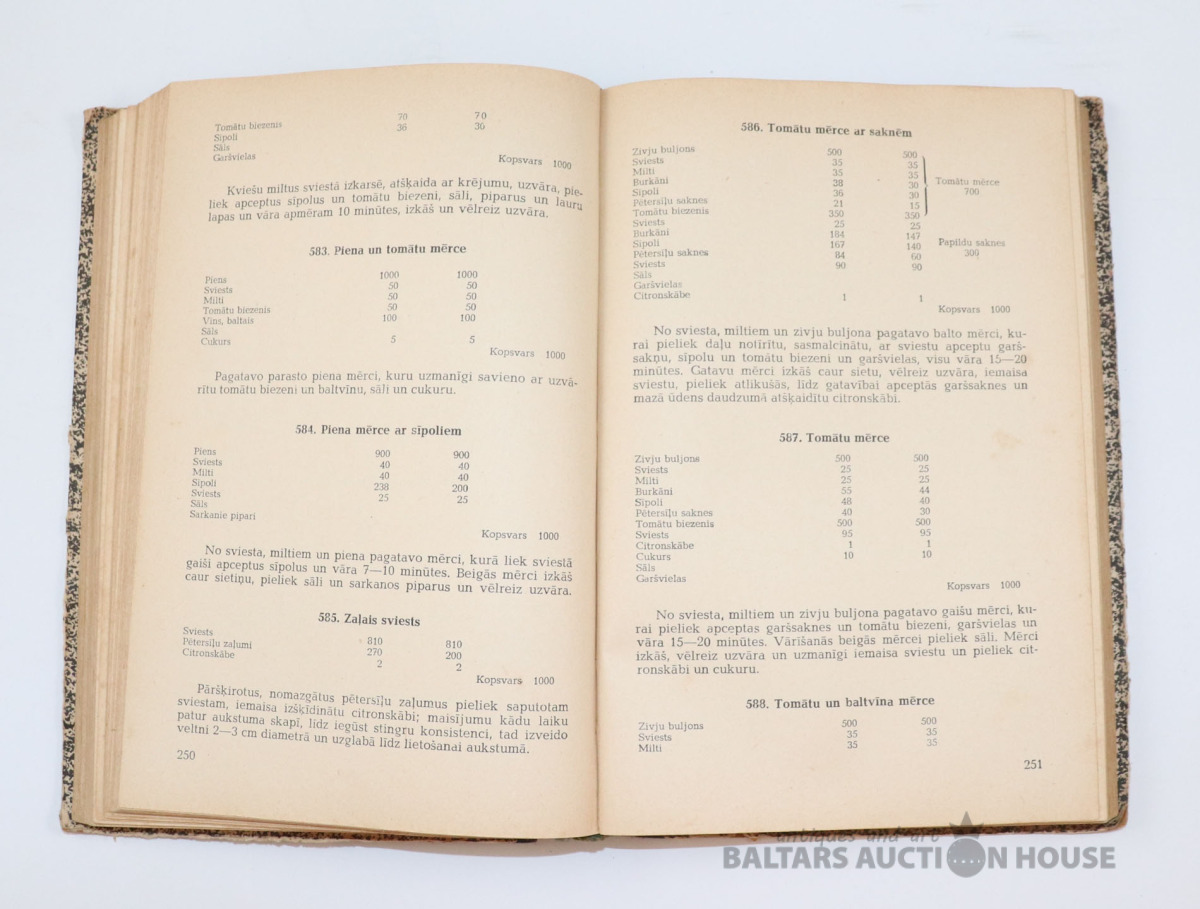 70 70
Tomātu biezenis 36 30
Sīpoli
Sāls
Garšvielas
Kopsvars 1000
Kviešu miltus sviestā izkarsē, atšķaida ar krējumu, uzvāra, pie-
liek apceptus sīpolus un tomātu biezeni, sāli, piparus un lauru
lapas un vāra apmēram 10 minūtes, izkāš un vēlreiz uzvāra.
583. Piena un tomātu mērce
Piens 1000 1000
Sviests 50 50
Milti 50 50
Tomātu biezenis 50 50
Vīns, baltais 100 100
Sāls
Cukurs 5 5
Kopsvars 1000
Pagatavo parasto piena mērci, kuru uzmanīgi savieno ar uzvā-
rītu tomātu biezeni un baltvīnu, sāli un cukuru.
584. Piena mērce ar sīpoliem
Piens 900 900
Sviests 40 40
Milti 40 40
Sīpoli 238 200
Sviests 25 25
Sāls
Sarkanie pipari
Kopsvars 1000
No sviesta, miltiem un piena pagatavo mērci, kurā liek sviestā
gaiši apceptus sīpolus un vāra 7—10 minūtes. Beigās mērci izkāš
caur sietiņu, pieliek sāli un sarkanos piparus un vēlreiz uzvāra.
585. Zaļais sviests
Sviests 810 810
Pētersīļu zaļumi 270 200
Citronskābe 2 2
Kopsvars 1000
Pāršķirotus, nomazgātus pētersīļu zaļumus pieliek saputotam
sviestam, iemaisa izšķīdinātu citronskābi; maisījumu kādu laiku
patur aukstuma skapī, līdz iegūst stingru konsistenci, tad izveido
veltni 2—3 cm diametrā un uzglabā līdz lietošanai aukstumā.
250
586. Tomātu mērce ar saknēm
Zivju buljons 500 500
Sviests 35 35
Milti 35 35
Burkāni 38 30 Tomātu mērce
Sīpoli 36 30 700
Pētersīļu saknes 21 15
Tomātu biezenis 350 350
Sviests 25 25
Burkāni 184 147
Sīpoli 167 140 Papildu saknes
Pētersīļu saknes 84 60 300
Sviests 90 90
Sāls
Garšvielas
Citronskābe 1 1
Kopsvars 1000
No sviesta, miltiem un zivju buljona pagatavo balto mērci, ku-
rai pieliek daļu notīrītu, sasmalcinātu, ar sviestu apceptu garš-
sakņu, sīpolu un tomātu biezeni un garšvielas, visu vāra 15—20
minūtes. Gatavu mērci izkāš caur sietu, vēlreiz uzvāra, iemaisa
sviestu, pieliek atlikušās, līdz gatavībai apceptās garšsaknes un
mazā ūdens daudzumā atšķaidītu citronskābi.
587. Tomātu mērce
Zivju buljons 500 500
Sviests 25 25
Milti 25 25
Burkāni 55 44
Sīpoli 48 40
Pētersīļu saknes 40 30
Tomātu biezenis 500 500
Sviests 95 95
Citronskābe 1 1
Cukurs 10 10
Sāls
Garšvielas
Kopsvars 1000
No sviesta, miltiem un zivju buljona pagatavo gaišu mērci, ku-
rai pieliek apceptas garšsaknes un tomātu biezeni, garšvielas un
vāra 15—20 minūtes. Vārīšanās beigās mērcei pieliek sāli. Mērci
izkāš, vēlreiz uzvāra un uzmanīgi iemaisa sviestu un pieliek cit-
ronskābi un cukuru.
588. Tomātu un baltvīna mērce
Zivju buljons 500 500
Sviests 35 35
Milti 35 35
251
antiques and art
BALTARS AUCTION HOUSE